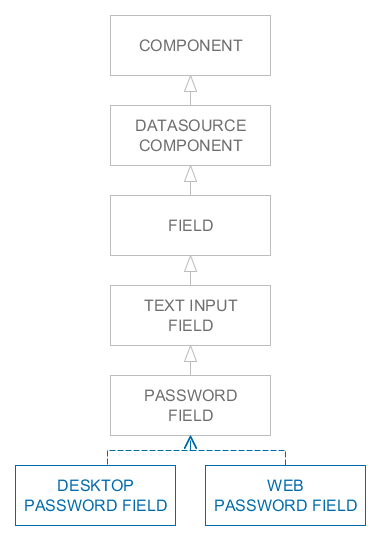 COMPONENT
DATASOURCE
COMPONENT
FIELD
TEXT INPUT
FIELD
PASSWORD
FIELD
DESKTOP
PASSWORD FIELD
WEB
PASSWORD FIELD